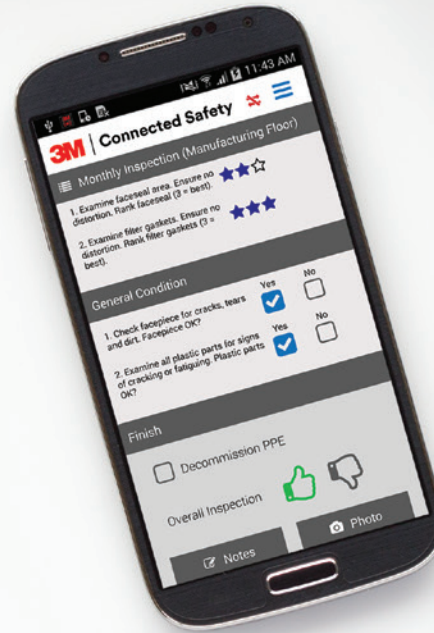 11:43 AM
3M | Connected Safety
Monthly Inspection (Manufacturing Floor)
1. Examine faceseal area. Ensure no
distortion. Rank faceseal (3 = best).
2. Examine filter gaskets. Ensure no
distortion. Rank filter gaskets (3 =
best).
General Condition
Yes No
1. Check facepiece for cracks, tears
and dirt. Facepiece OK?
Yes No
2. Examine all plastic parts for signs
of cracking or fatiguing. Plastic parts
OK?
Finish
Decommission PPE
Overall Inspection
Notes
Photo